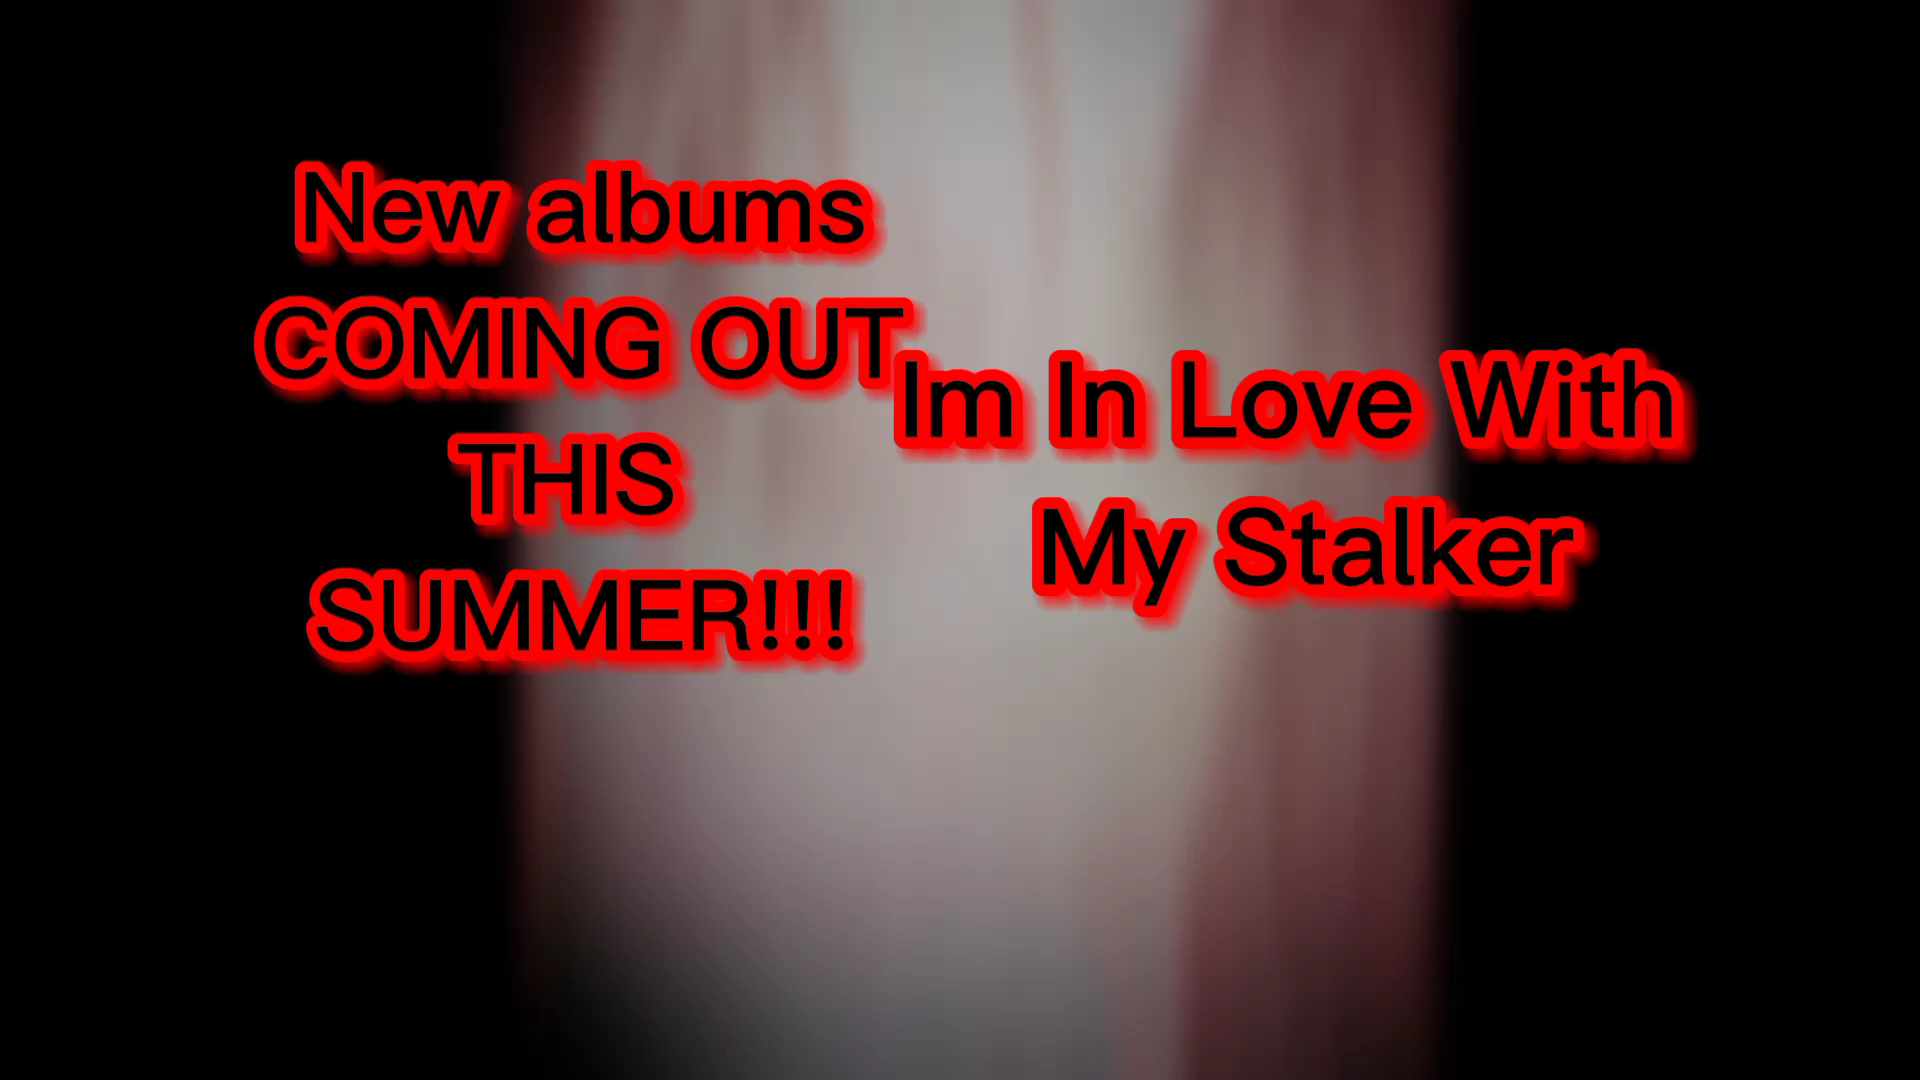 New albums
COMING OUT
THIS
SUMMER!!!
Im In Love With
My Stalker